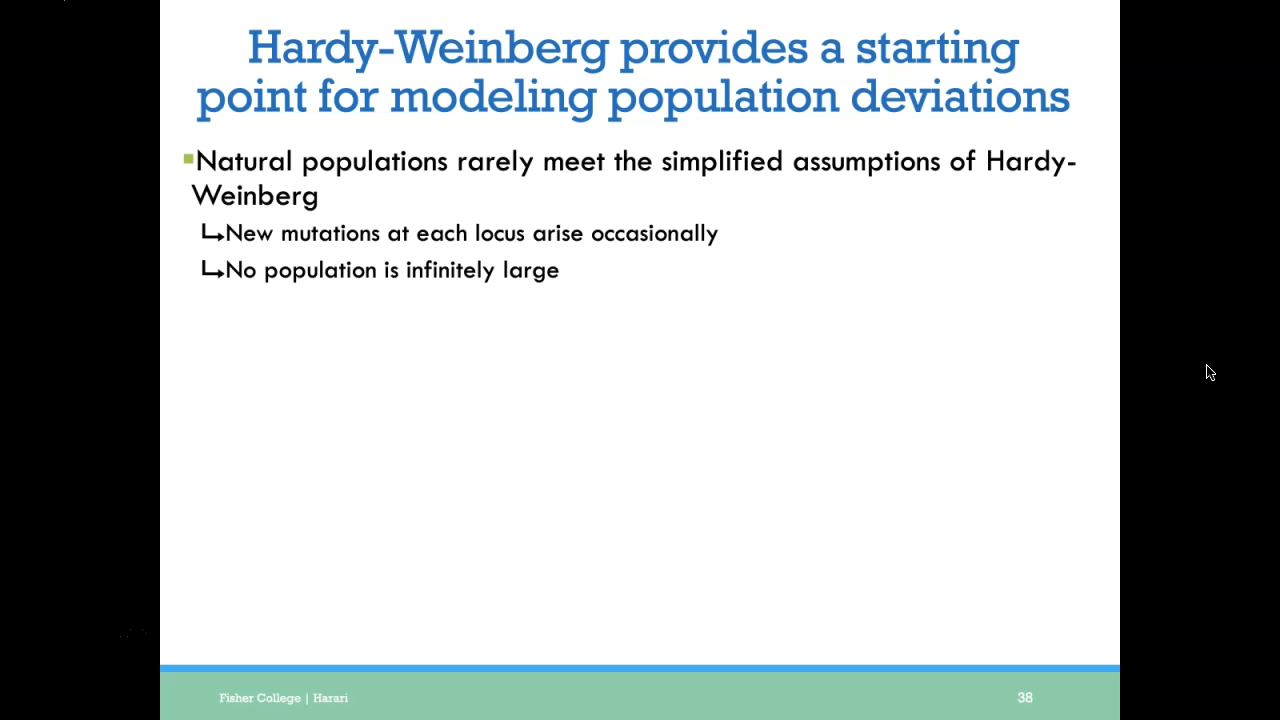 Hardy-Weinberg provides a starting
point for modeling population deviations
Natural populations rarely meet the simplified assumptions of Hardy-
Weinberg
New mutations at each locus arise occasionally
No population is infinitely large
Fisher College | Harari
38